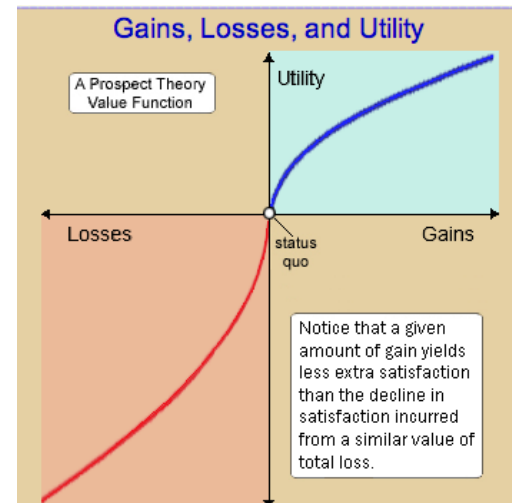 Gains, Losses, and Utility
A Prospect Theory
Value Function
Utility
Losses
Gains
status
quo
Notice that a given
amount of gain yields
less extra satisfaction
than the decline in
satisfaction incurred
from a similar value of
total loss.